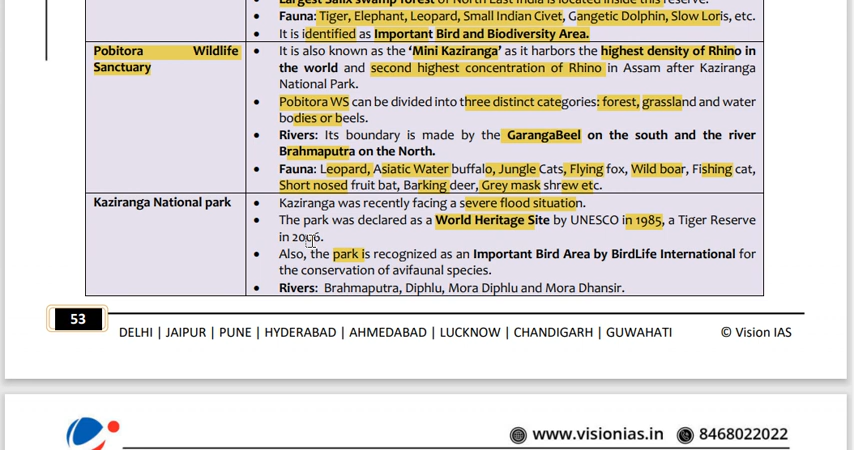 Largest Salix swamp forest of North East India is located inside this reserve.
• Fauna: Tiger, Elephant, Leopard, Small Indian Civet, Gangetic Dolphin, Slow Loris, etc.
• It is identified as Important Bird and Biodiversity Area.
Pobitora Wildlife
Sanctuary
• It is also known as the ‘Mini Kaziranga’ as it harbors the highest density of Rhino in
the world and second highest concentration of Rhino in Assam after Kaziranga
National Park.
• Pobitora WS can be divided into three distinct categories: forest, grassland and water
bodies or beels.
• Rivers: Its boundary is made by the GarangaBeel on the south and the river
Brahmaputra on the North.
• Fauna: Leopard, Asiatic Water buffalo, Jungle Cats, Flying fox, Wild boar, Fishing cat,
Short nosed fruit bat, Barking deer, Grey mask shrew etc.
Kaziranga National park
• Kaziranga was recently facing a severe flood situation.
• The park was declared as a World Heritage Site by UNESCO in 1985, a Tiger Reserve
in 2006.
• Also, the park is recognized as an Important Bird Area by BirdLife International for
the conservation of avifaunal species.
• Rivers: Brahmaputra, Diphlu, Mora Diphlu and Mora Dhansir.
53
DELHI | JAIPUR | PUNE | HYDERABAD | AHMEDABAD | LUCKNOW | CHANDIGARH | GUWAHATI © Vision IAS
www.visionias.in 8468022022